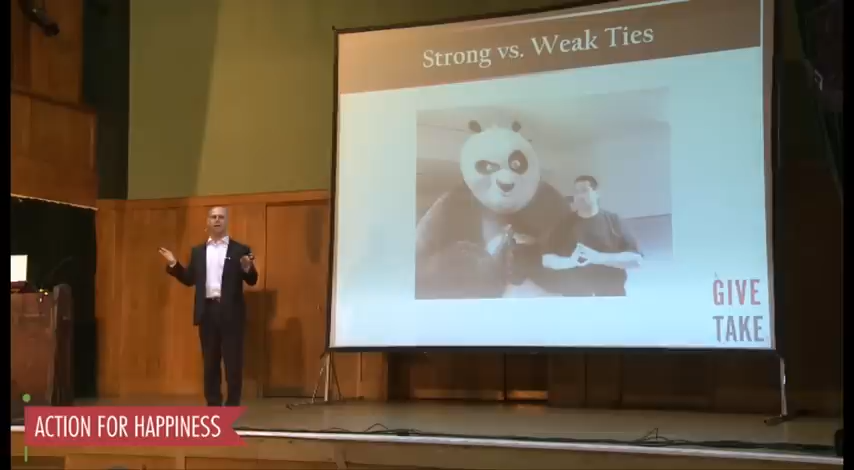 Strong vs. Weak Ties
GIVE
TAKE
ACTION FOR HAPPINESS